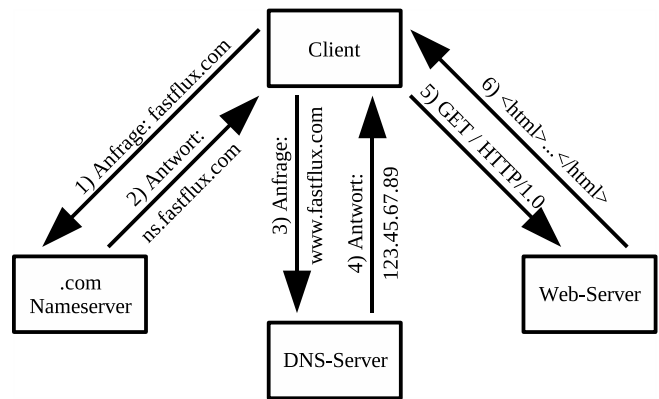 Client
1) Anfrage: fastflux.com
2) Antwort:
ns.fastflux.com
3) Anfrage:
www.fastflux.com
4) Antwort:
123.45.67.89
5) GET / HTTP/1.0
6) <html>... </html>
.com
Nameserver
DNS-Server
Web-Server